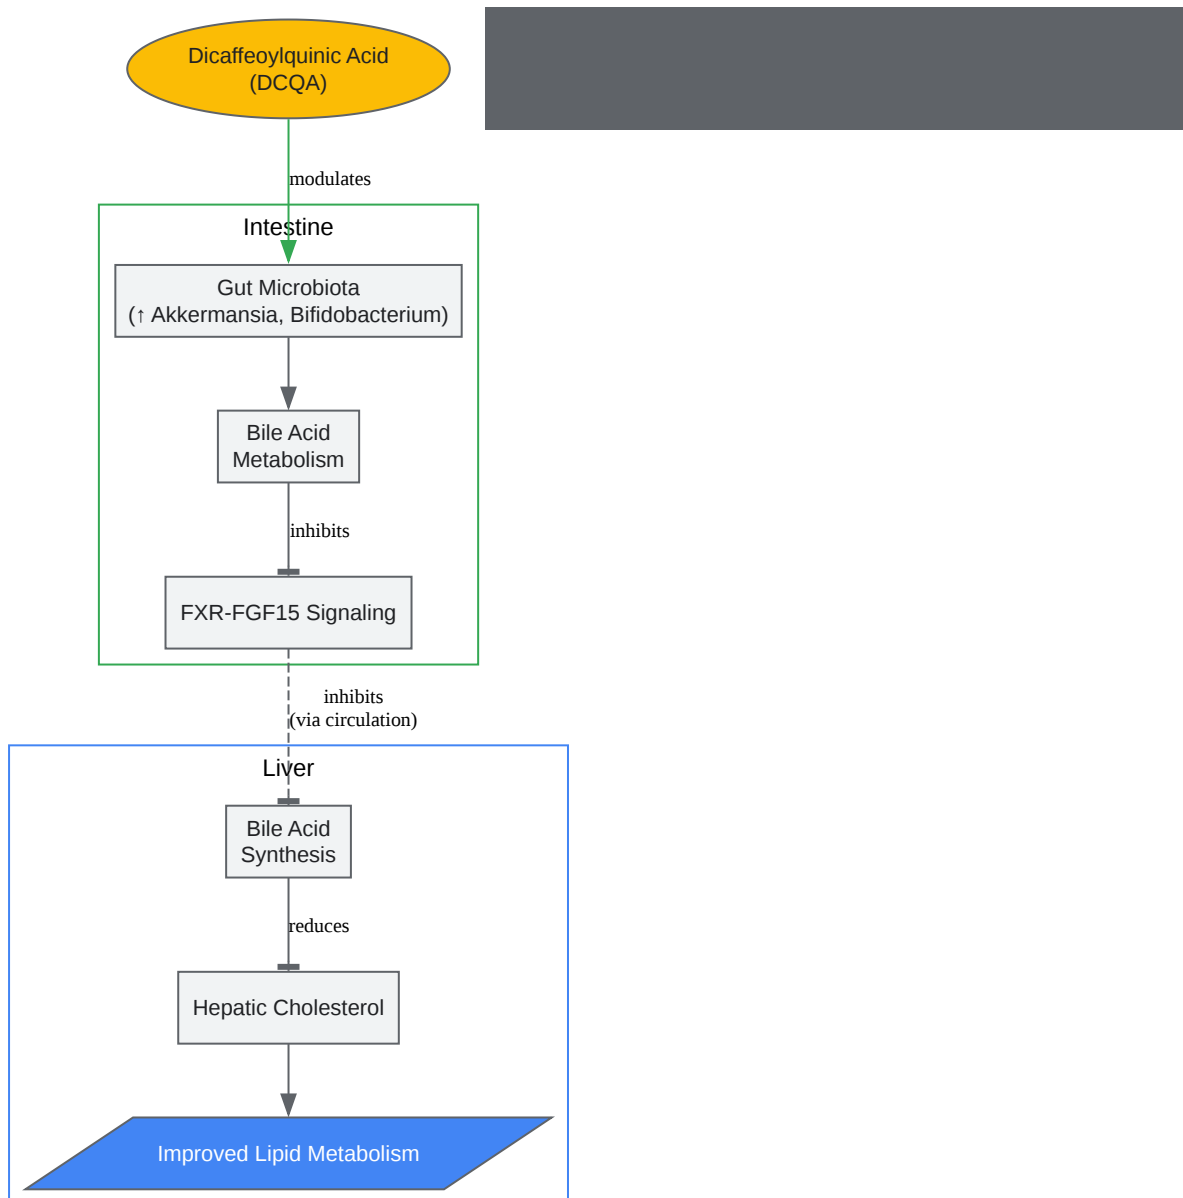 Dicaffeoylquinic Acid
(DCQA)
modulates
Intestine
Gut Microbiota
(↑ Akkermansia, Bifidobacterium)
Bile Acid
Metabolism
inhibits
FXR-FGF15 Signaling
inhibits
(via circulation)
Liver
Bile Acid
Synthesis
reduces
Hepatic Cholesterol
Improved Lipid Metabolism